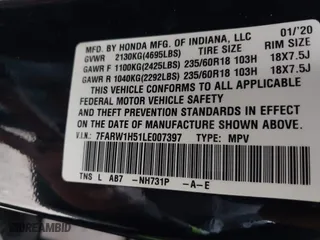 MFD. BY HONDA MFG. OF INDIANA, LLC 01/'20
GVWR 2130KG(4695LBS) TIRE SIZE RIM SIZE
GAWR F 1100KG(2425LBS) 235/60R18 103H 18X7.5J
GAWR R 1040KG(2292LBS) 235/60R18 103H 18X7.5J
THIS VEHICLE CONFORMS TO ALL APPLICABLE
FEDERAL MOTOR VEHICLE SAFETY, BUMPER,
AND THEFT PREVENTION STANDARDS IN EFFECT
ON THE DATE OF MANUFACTURE SHOWN ABOVE.
V.I.N.: 7FARW1H51LE007397 TYPE: MPV
TNS L AB7 -NH731P -A-E
DREAMBID